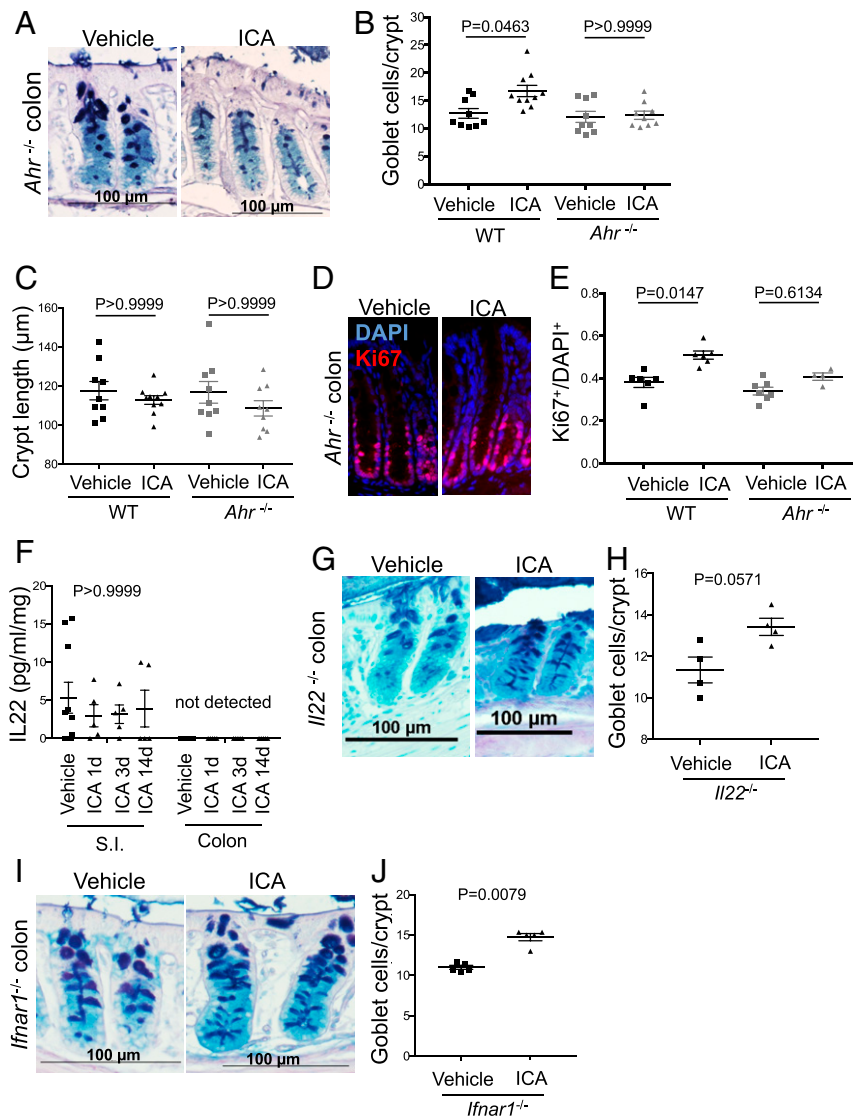 A
Vehicle
ICA
Ahr -/- colon
100 µm
100 µm
B
Goblet cells/crypt
30
25
20
15
10
5
0
P=0.0463
P>0.9999
Vehicle ICA Vehicle ICA
WT
Ahr -/-
C
Crypt length (µm)
160
140
120
100
80
P>0.9999
P>0.9999
Vehicle ICA Vehicle ICA
WT
Ahr -/-
D
Vehicle
ICA
DAPI
Ki67
Ahr -/- colon
E
Ki67+/DAPI+
0.8
0.6
0.4
0.2
0.0
P=0.0147
P=0.6134
Vehicle ICA Vehicle ICA
WT
Ahr -/-
F
IL22 (pg/ml/mg)
20
15
10
5
0
P>0.9999
not detected
Vehicle
ICA 1d
ICA 3d
ICA 14d
Vehicle
ICA 1d
ICA 3d
ICA 14d
S.I.
Colon
G
Vehicle
ICA
Il22 -/- colon
100 µm
100 µm
H
Goblet cells/crypt
16
14
12
10
8
P=0.0571
Vehicle
ICA
Il22-/-
I
Vehicle
ICA
Ifnar1-/- colon
100 µm
100 µm
J
Goblet cells/crypt
20
15
10
5
0
P=0.0079
Vehicle
ICA
Ifnar1-/-